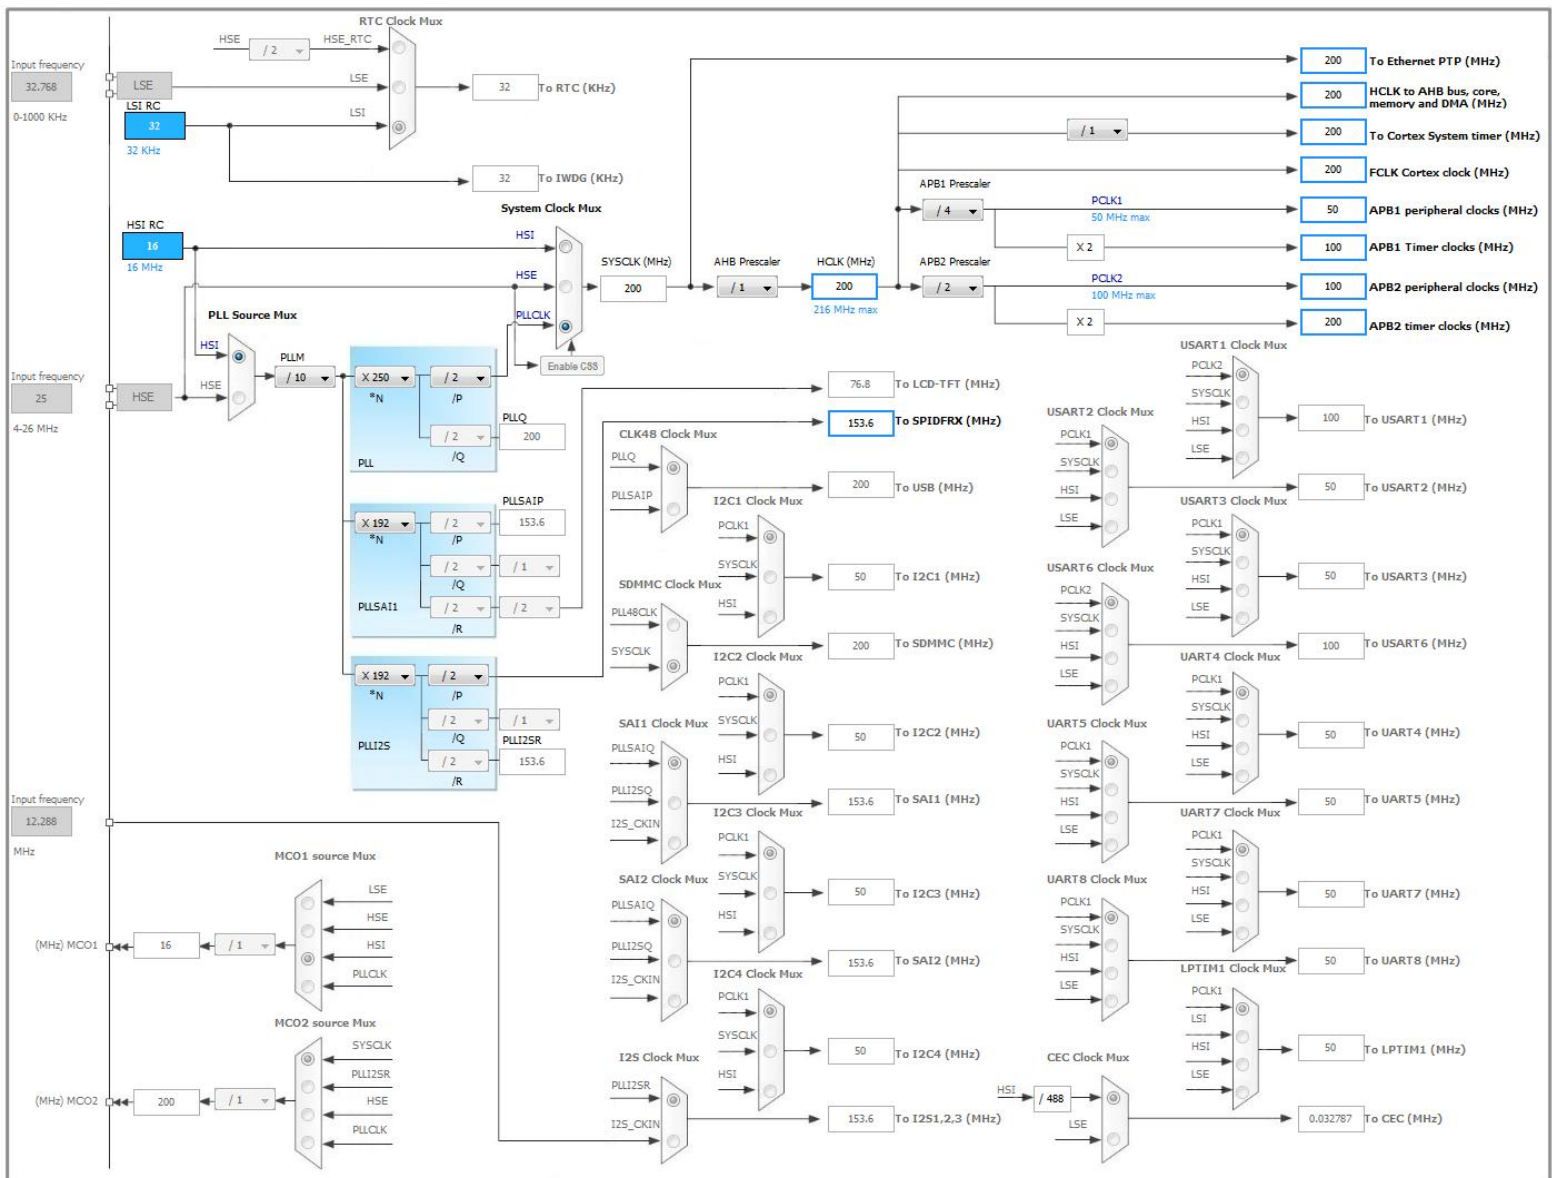 RTC Clock Mux
HSE
/ 2
HSE_RTC
Input frequency
32.768
0-1000 KHz
LSE
LSE
32
To RTC (KHz)
LSI RC
32
32 KHz
LSI
32
To IWDG (KHz)
200
To Ethernet PTP (MHz)
200
HCLK to AHB bus, core,
memory and DMA (MHz)
/ 1
200
To Cortex System timer (MHz)
200
FCLK Cortex clock (MHz)
APB1 Prescaler
/ 4
PCLK1
50 MHz max
50
APB1 peripheral clocks (MHz)
X 2
100
APB1 Timer clocks (MHz)
System Clock Mux
HSI RC
16
16 MHz
HSI
HSE
PLLCLK
SYSCLK (MHz)
200
AHB Prescaler
/ 1
HCLK (MHz)
200
216 MHz max
APB2 Prescaler
/ 2
PCLK2
100 MHz max
100
APB2 peripheral clocks (MHz)
X 2
200
APB2 timer clocks (MHz)
Enable CSS
PLL Source Mux
HSI
HSE
Input frequency
25
4-26 MHz
HSE
PLLM
/ 10
X 250
*N
/ 2
/P
PLLQ
/ 2
200
/Q
PLL
PLLSAIP
X 192
*N
/ 2
153.6
/P
/ 2
/ 1
/Q
/ 2
/ 2
/R
PLLSAI1
X 192
*N
/ 2
/P
/ 2
/ 1
/Q
PLLI2SR
/ 2
153.6
/R
PLLI2S
76.8
To LCD-TFT (MHz)
153.6
To SPIDFRX (MHz)
CLK48 Clock Mux
PLLQ
PLLSAIP
200
To USB (MHz)
I2C1 Clock Mux
PCLK1
SYSCLK
HSI
50
To I2C1 (MHz)
SDMMC Clock Mux
PLL48CLK
SYSCLK
200
To SDMMC (MHz)
I2C2 Clock Mux
PCLK1
SYSCLK
HSI
50
To I2C2 (MHz)
SAI1 Clock Mux
PLLSAIQ
PLLI2SQ
I2S_CKIN
153.6
To SAI1 (MHz)
I2C3 Clock Mux
PCLK1
SYSCLK
HSI
50
To I2C3 (MHz)
SAI2 Clock Mux
PLLSAIQ
PLLI2SQ
I2S_CKIN
153.6
To SAI2 (MHz)
I2C4 Clock Mux
PCLK1
SYSCLK
HSI
50
To I2C4 (MHz)
I2S Clock Mux
PLLI2SR
I2S_CKIN
153.6
To I2S1,2,3 (MHz)
USART1 Clock Mux
PCLK2
SYSCLK
HSI
LSE
100
To USART1 (MHz)
USART2 Clock Mux
PCLK1
SYSCLK
HSI
LSE
50
To USART2 (MHz)
USART3 Clock Mux
PCLK1
SYSCLK
HSI
LSE
50
To USART3 (MHz)
USART6 Clock Mux
PCLK2
SYSCLK
HSI
LSE
100
To USART6 (MHz)
UART4 Clock Mux
PCLK1
SYSCLK
HSI
LSE
50
To UART4 (MHz)
UART5 Clock Mux
PCLK1
SYSCLK
HSI
LSE
50
To UART5 (MHz)
UART7 Clock Mux
PCLK1
SYSCLK
HSI
LSE
50
To UART7 (MHz)
UART8 Clock Mux
PCLK1
SYSCLK
HSI
LSE
50
To UART8 (MHz)
LPTIM1 Clock Mux
PCLK1
LSI
HSI
LSE
50
To LPTIM1 (MHz)
CEC Clock Mux
HSI
/ 488
LSE
0.032787
To CEC (MHz)
Input frequency
12.288
MHz
MCO1 source Mux
LSE
HSE
HSI
PLLCLK
(MHz) MCO1
16
/ 1
MCO2 source Mux
SYSCLK
PLLI2SR
HSE
PLLCLK
(MHz) MCO2
200
/ 1